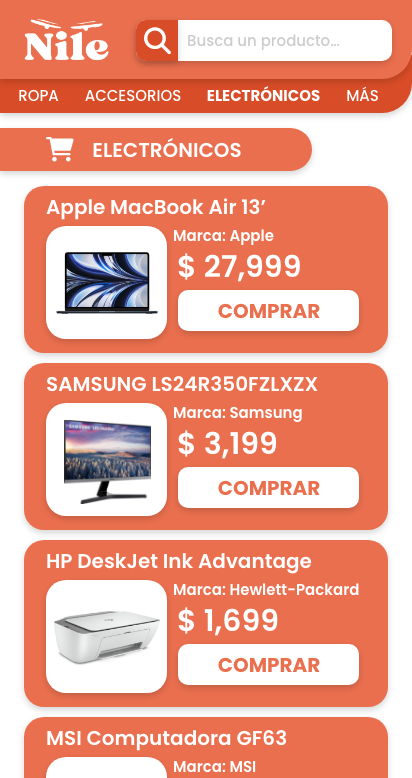 Nile
Busca un producto...
ROPA ACCESORIOS ELECTRÓNICOS MÁS
ELECTRÓNICOS
Apple MacBook Air 13’
Marca: Apple
$ 27,999
COMPRAR
SAMSUNG LS24R350FZLXZX
Marca: Samsung
$ 3,199
COMPRAR
HP DeskJet Ink Advantage
Marca: Hewlett-Packard
$ 1,699
COMPRAR
MSI Computadora GF63
Marca: MSI